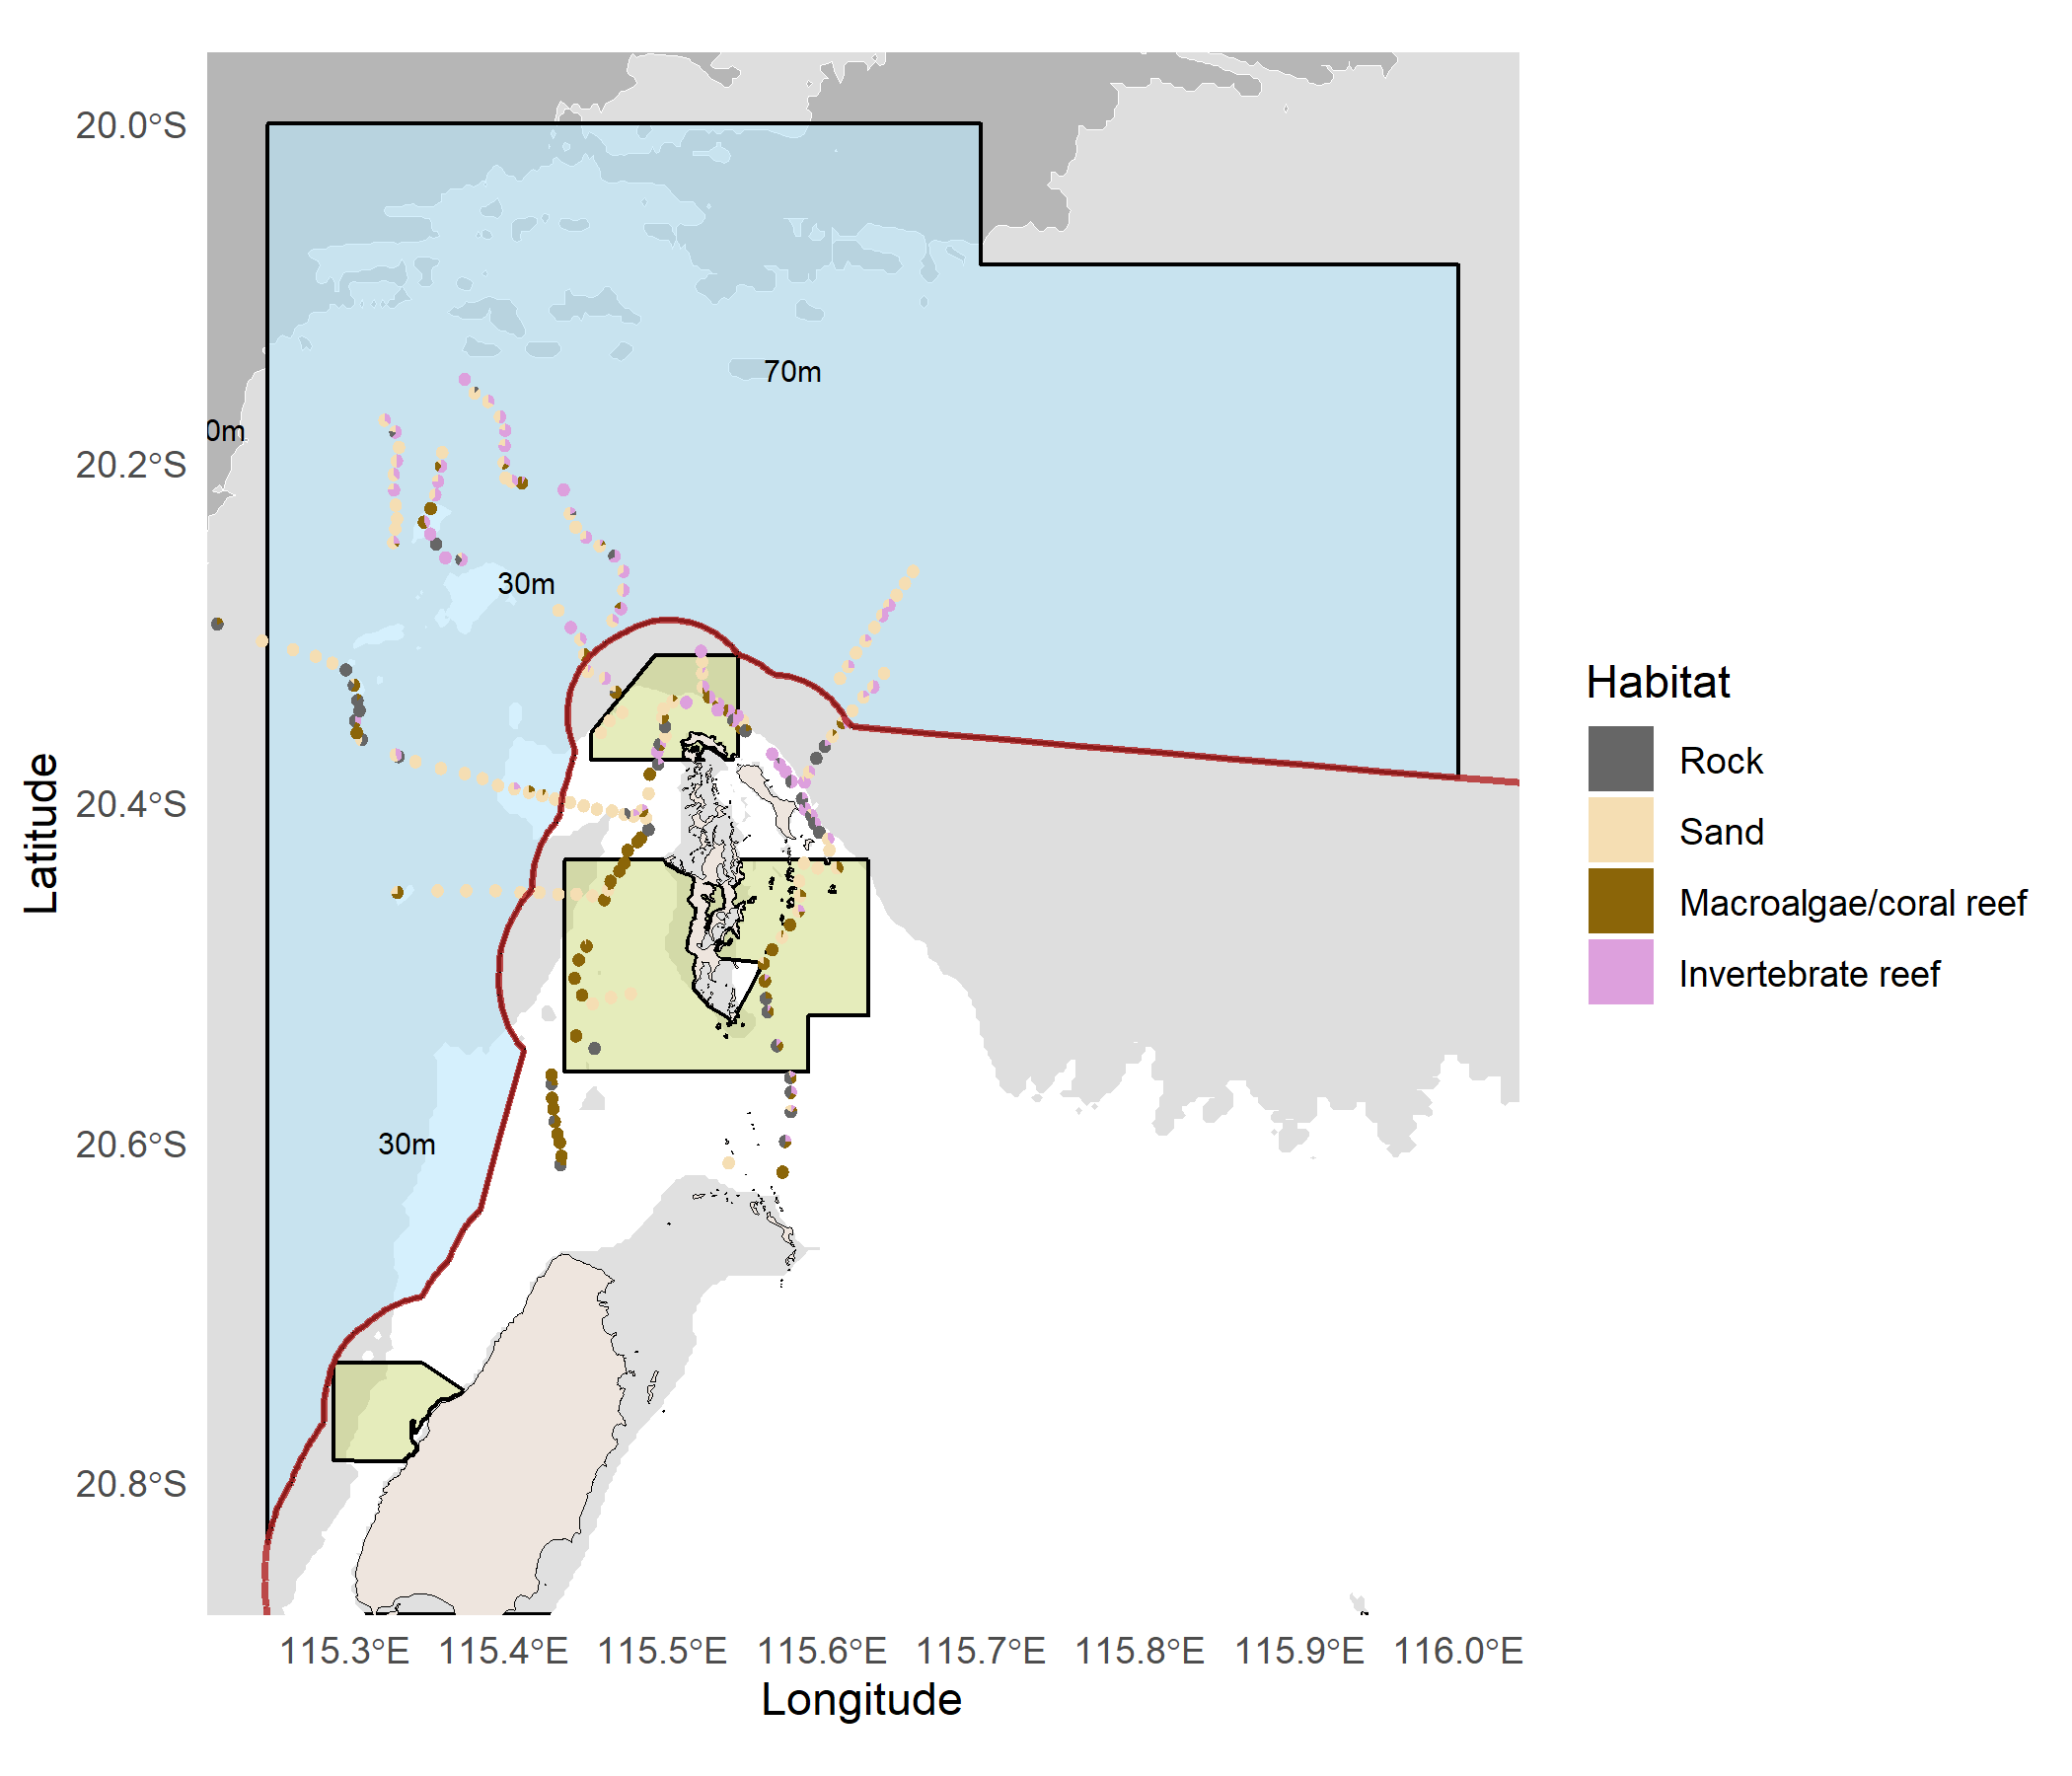 20.0°S
20.2°S
20.4°S
20.6°S
20.8°S
Latitude
70m
0m
30m
30m
115.3°E 115.4°E 115.5°E 115.6°E 115.7°E 115.8°E 115.9°E 116.0°E
Longitude
Habitat
Rock
Sand
Macroalgae/coral reef
Invertebrate reef